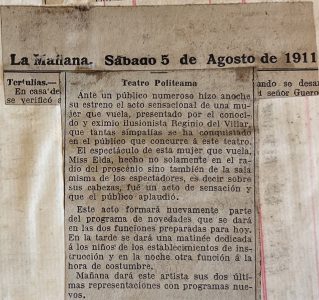 La Mañana. Sábado 5 de Agosto de 1911
Tertulias.—
En casa de
se verificó a
ando se desar
el señor Guero
Teatro Politeama
Ante un público numeroso hizo anoche
su estreno el acto sensacional de una mu-
jer que vuela, presentado por el conoci-
do y eximio ilusionista Reginio del Villar,
que tantas simpatías se ha conquistado
en el público que concurre á este teatro.
El espectáculo de esta mujer que vuela,
Miss Elda, hecho no solamente en el ra-
dio del proscénio sino también de la sala
misma de los espectadores, es decir sobre
sus cabezas, fué un acto de sensación y
que el público aplaudió.
Este acto formará nuevamente parte
del programa de novedades que se dará
en las dos funciones preparadas para hoy.
En la tarde se dará una matinée dedicada
á los niños de los establecimientos de ins-
trucción y en la noche otra función á la
hora de costumbre.
Mañana dará este artista sus dos últi-
mas representaciones con programas
nuevos.